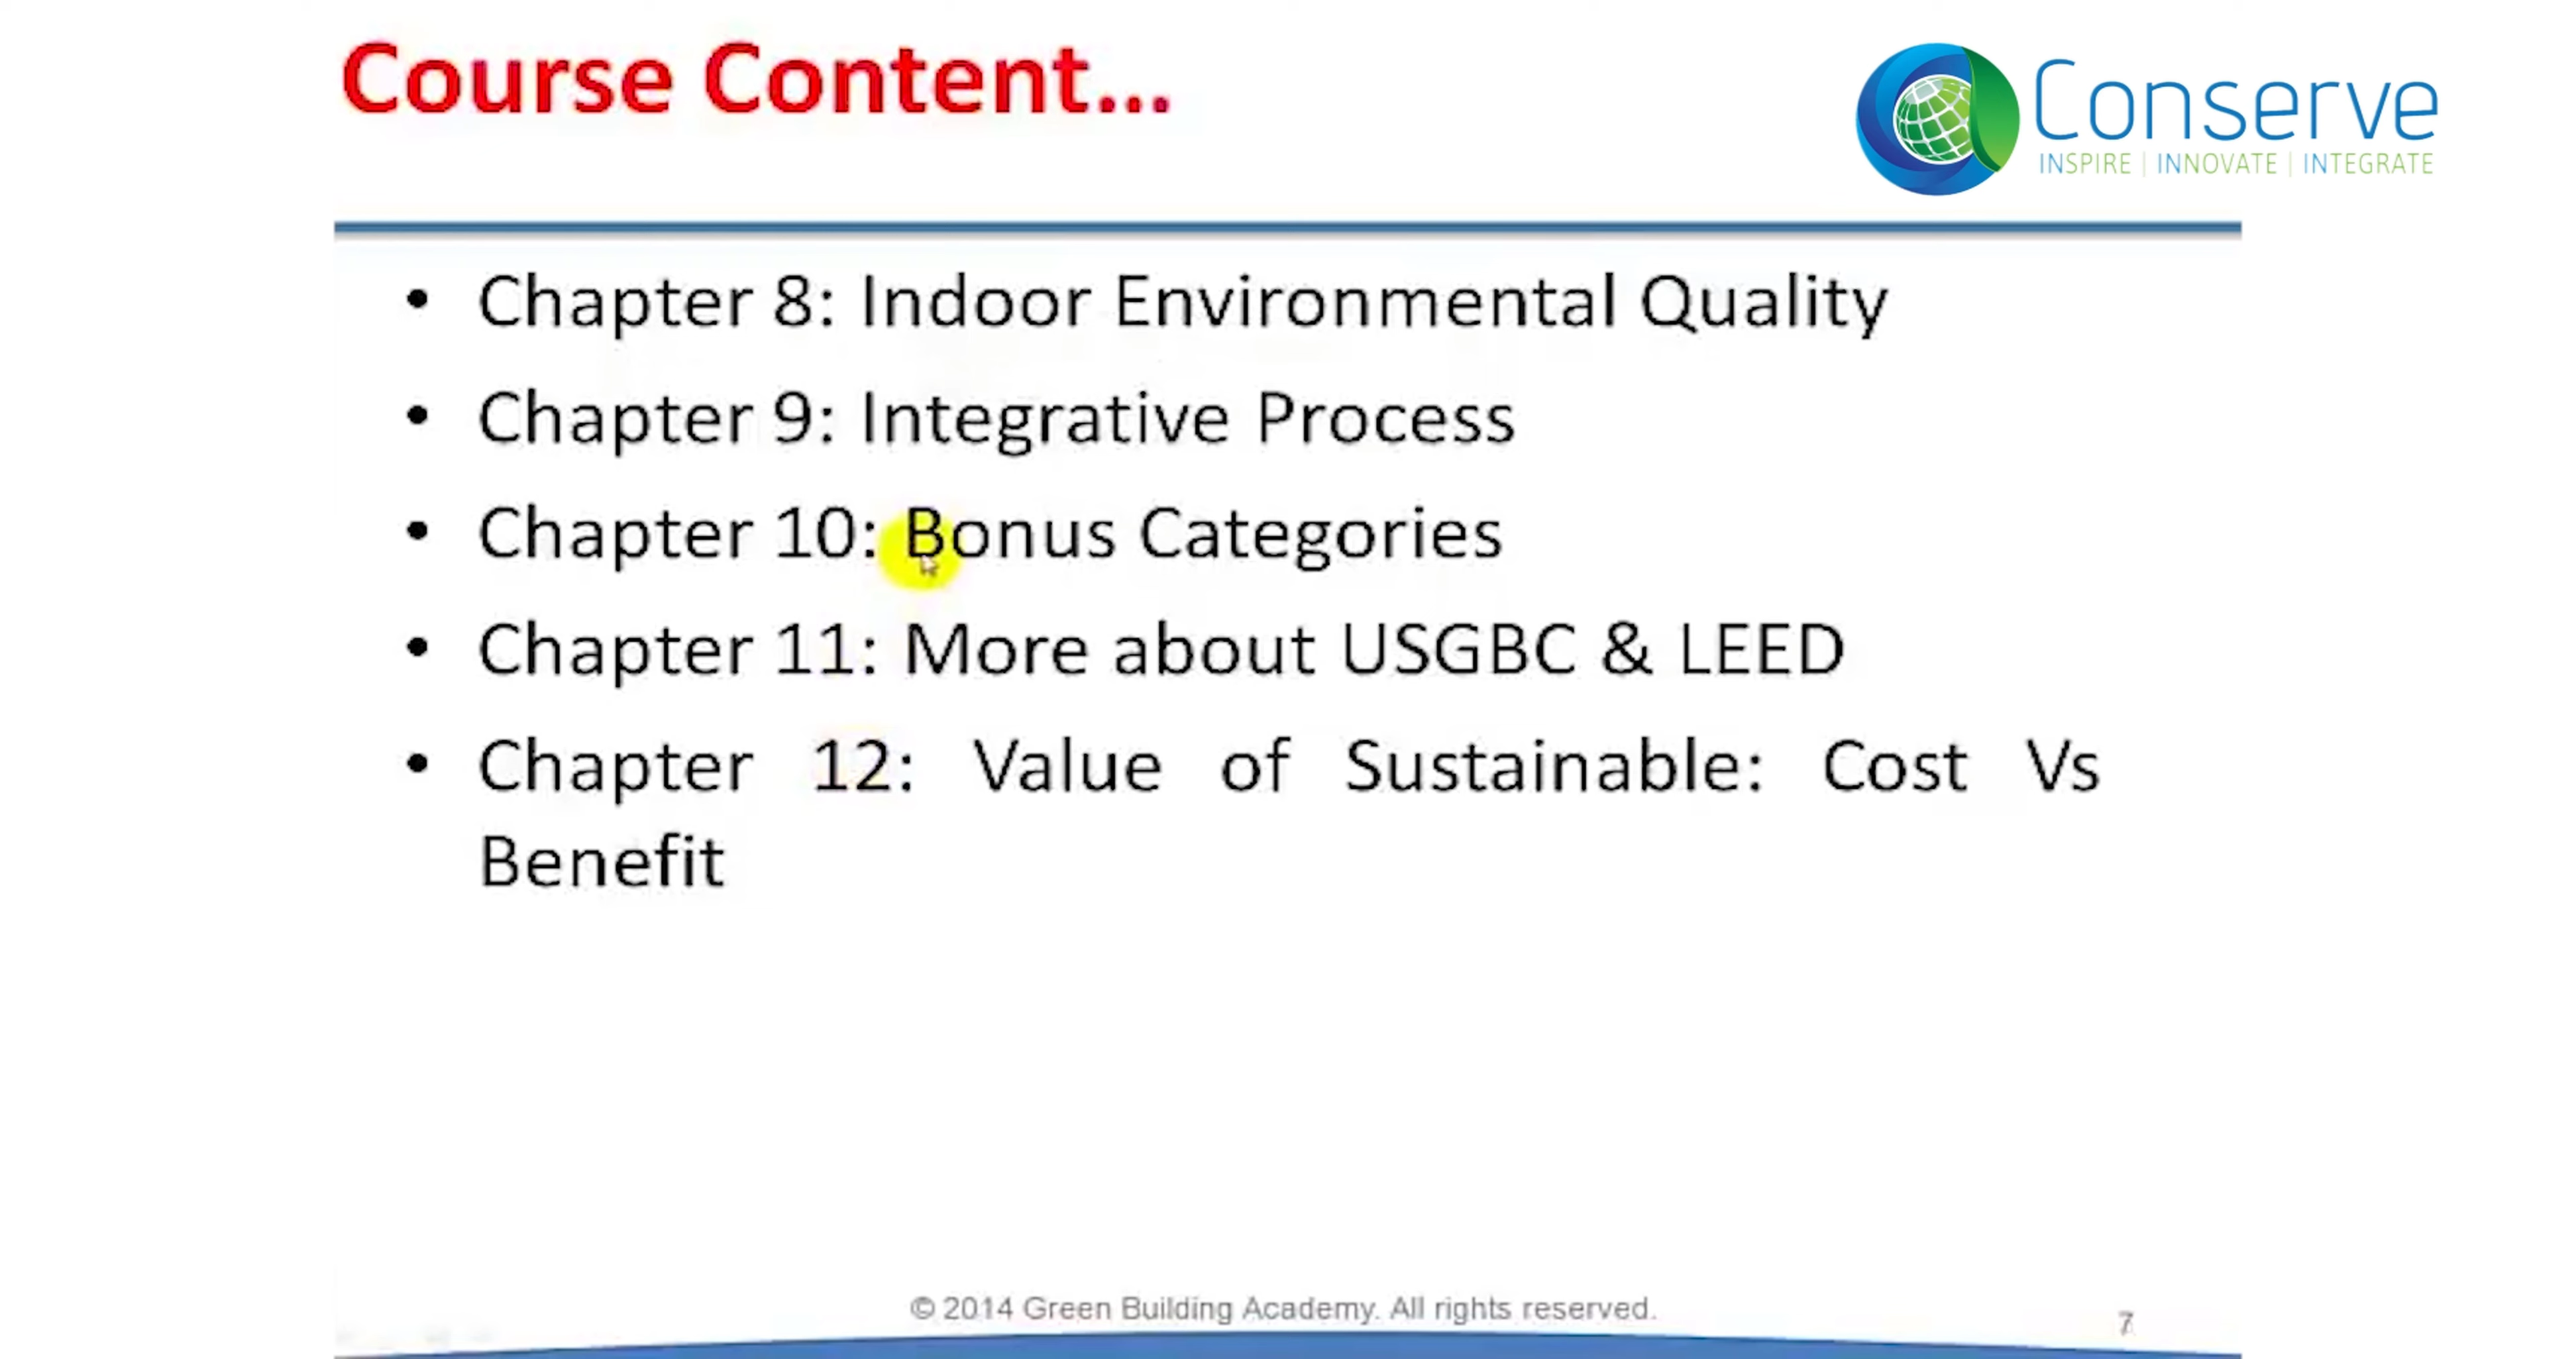 Course Content...
Conserve
INSPIRE | INNOVATE | INTEGRATE
• Chapter 8: Indoor Environmental Quality
• Chapter 9: Integrative Process
• Chapter 10: Bonus Categories
• Chapter 11: More about USGBC & LEED
• Chapter 12: Value of Sustainable: Cost Vs
Benefit
© 2014 Green Building Academy. All rights reserved.
7